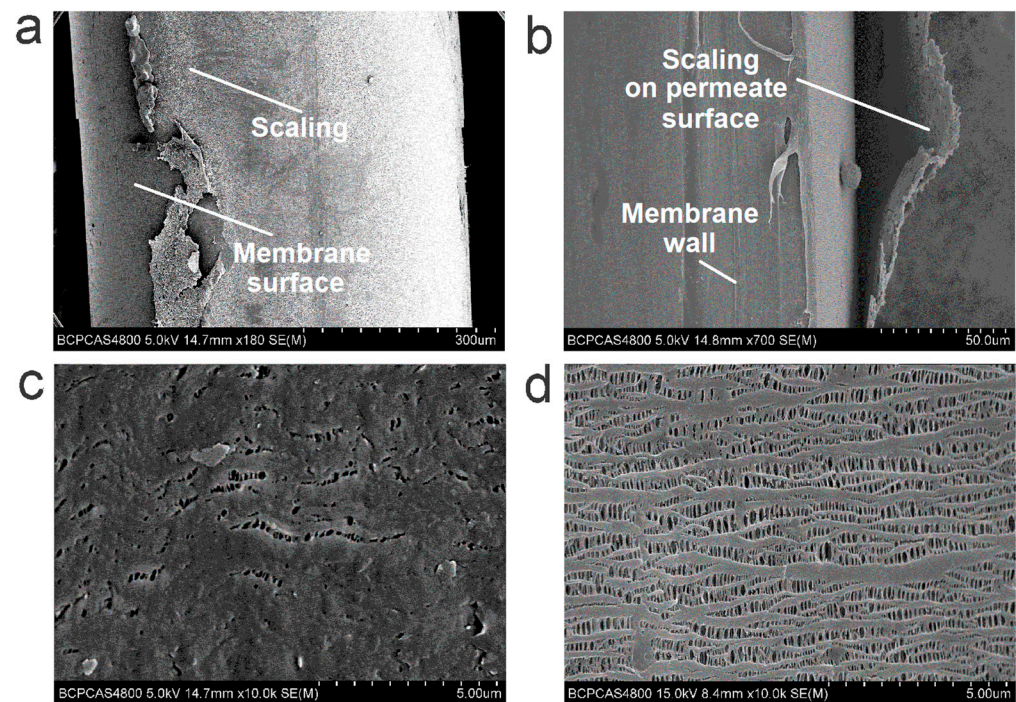 a
Scaling
Membrane
surface
BCPCAS4800 5.0kV 14.7mm x180 SE(M)
300um
b
Scaling
on permeate
surface
Membrane
wall
BCPCAS4800 5.0kV 14.8mm x700 SE(M)
50.0um
c
BCPCAS4800 5.0kV 14.7mm x10.0k SE(M)
5.00um
d
BCPCAS4800 15.0kV 8.4mm x10.0k SE(M)
5.00um